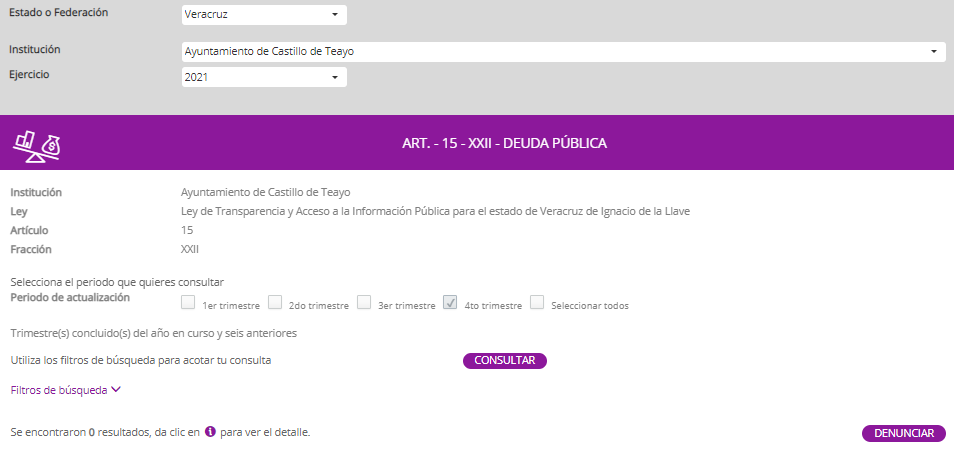 Estado o Federación Veracruz
Institución Ayuntamiento de Castillo de Teayo
Ejercicio 2021
ART. - 15 - XXII - DEUDA PÚBLICA
Institución Ayuntamiento de Castillo de Teayo
Ley Ley de Transparencia y Acceso a la Información Pública para el estado de Veracruz de Ignacio de la Llave
Artículo 15
Fracción XXII
Selecciona el periodo que quieres consultar
Periodo de actualización 1er trimestre 2do trimestre 3er trimestre 4to trimestre Seleccionar todos
Trimestre(s) concluido(s) del año en curso y seis anteriores
Utiliza los filtros de búsqueda para acotar tu consulta CONSULTAR
Filtros de búsqueda
Se encontraron 0 resultados, da clic en i para ver el detalle. DENUNCIAR